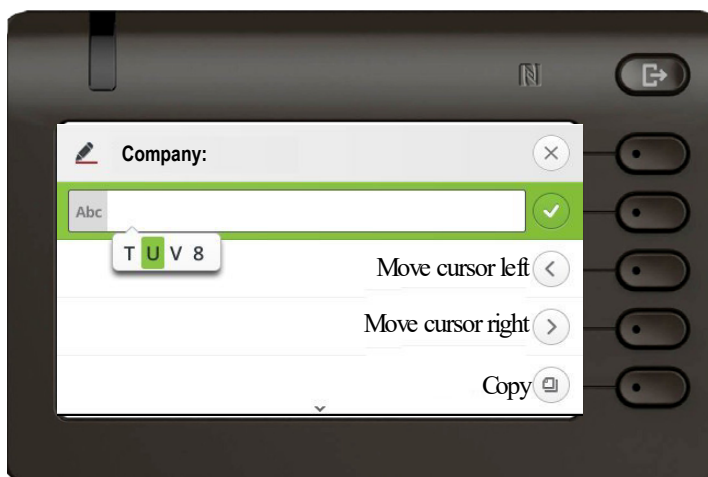 Company:
Abc
T U V 8
Move cursor left
Move cursor right
Copy